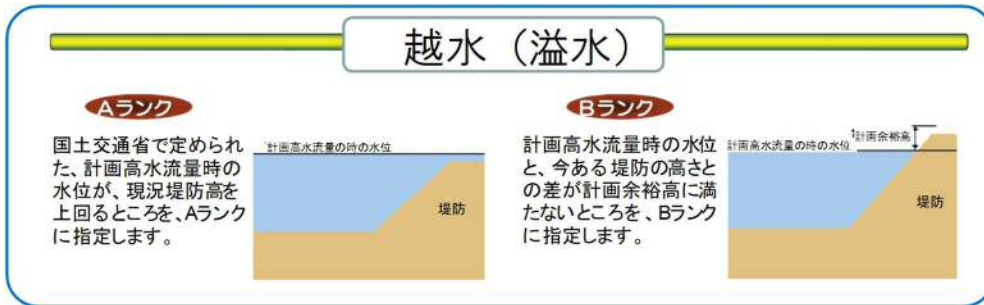 越水（溢水）
Aランク
国土交通省で定められ
た、計画高水流量時の
水位が、現況堤防高を
上回るところを、Aランク
に指定します。
計画高水流量の時の水位
堤防
Bランク
計画高水流量時の水位
と、今ある堤防の高さと
の差が計画余裕高に満
たないところを、Bランク
に指定します。
計画高水流量の時の水位
計画余裕高
堤防